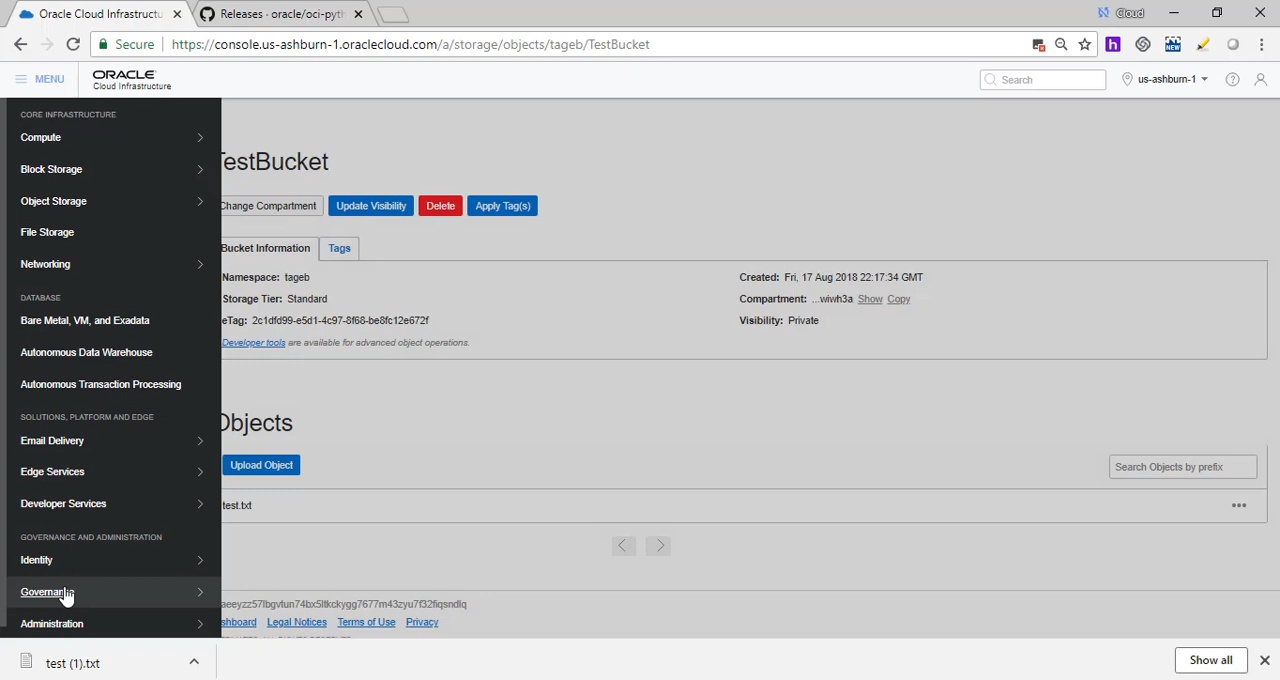 Oracle Cloud Infrastructu
Releases · oracle/oci-pyth
Cloud
Secure
https://console.us-ashburn-1.oraclecloud.com/a/storage/objects/tageb/TestBucket
h
NEW
MENU
ORACLE
Cloud Infrastructure
Search
us-ashburn-1
?
CORE INFRASTRUCTURE
Compute
Block Storage
Object Storage
File Storage
Networking
DATABASE
Bare Metal, VM, and Exadata
Autonomous Data Warehouse
Autonomous Transaction Processing
SOLUTIONS, PLATFORM AND EDGE
Email Delivery
Edge Services
Developer Services
GOVERNANCE AND ADMINISTRATION
Identity
Governance
Administration
TestBucket
Change Compartment
Update Visibility
Delete
Apply Tag(s)
Bucket Information
Tags
Namespace: tageb
Storage Tier: Standard
eTag: 2c1dfd99-e5d1-4c97-8f68-be8fc12e672f
Developer tools are available for advanced object operations.
Created: Fri, 17 Aug 2018 22:17:34 GMT
Compartment: ...wiwh3a Show Copy
Visibility: Private
Objects
Upload Object
Search Objects by prefix
test.txt
aeeyzz57lbgvtun74bx5ltkckygg7677m43zyu7f32fiqsndlq
shboard
Legal Notices
Terms of Use
Privacy
test (1).txt
Show all